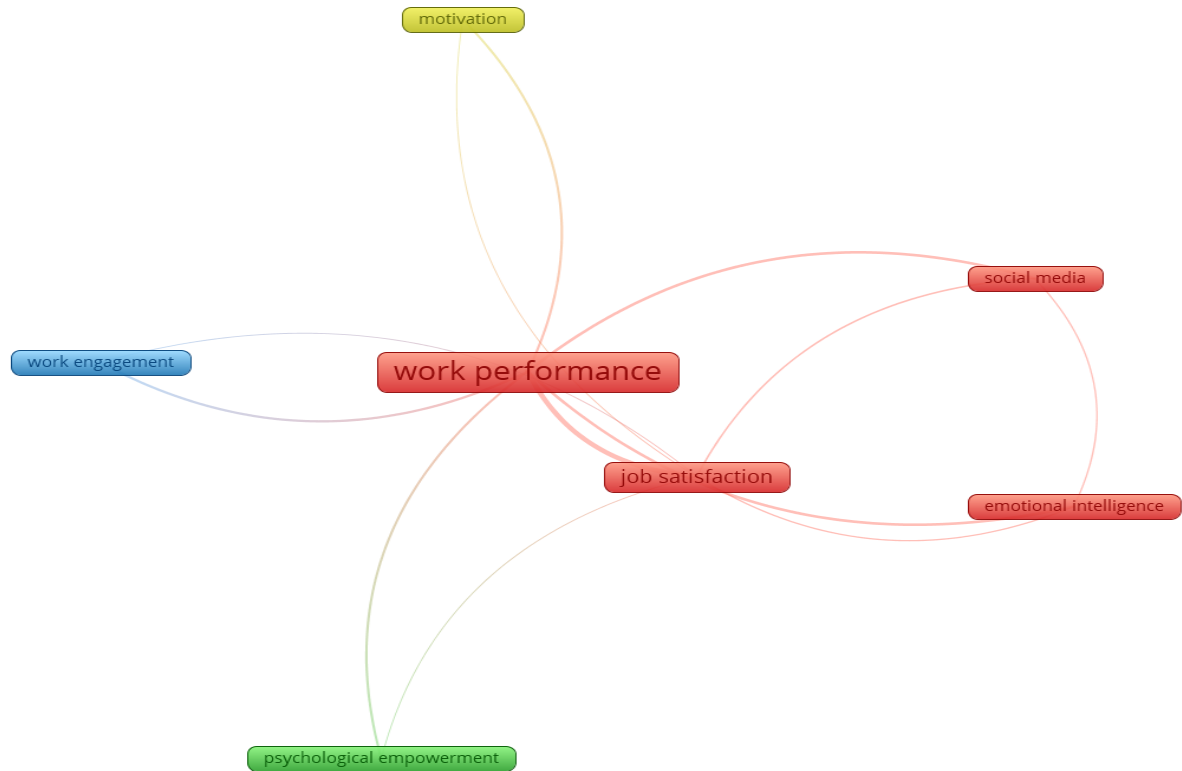 motivation
social media
work engagement
work performance
job satisfaction
emotional intelligence
psychological empowerment